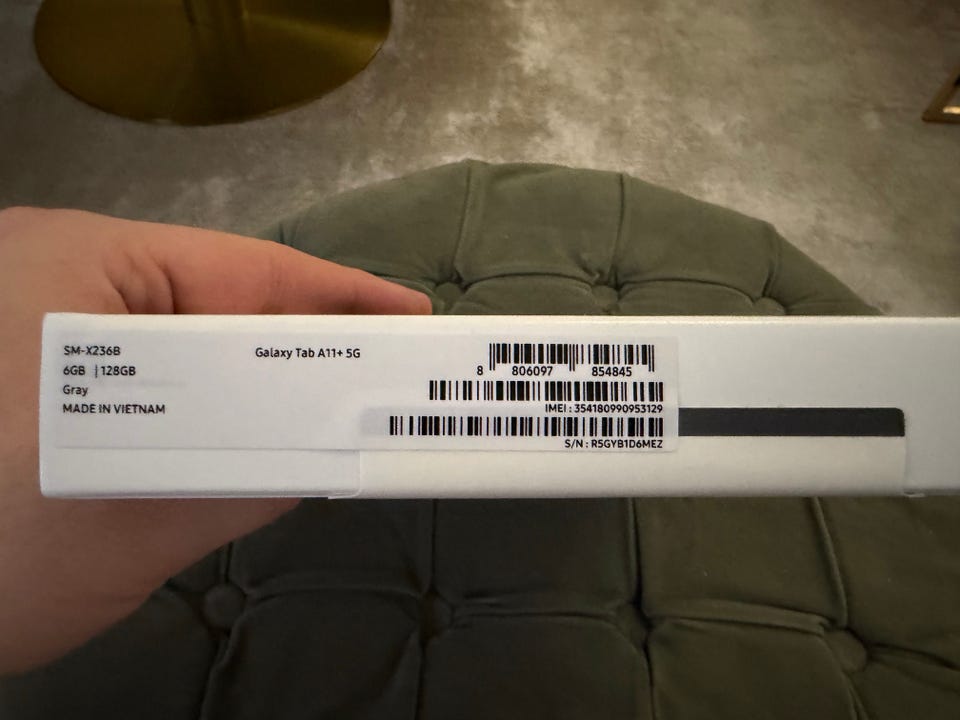 SM-X236B
6GB | 128GB
Gray
MADE IN VIETNAM
Galaxy Tab A11+ 5G
8 806097 854845
IMEI : 354180990953129
S/N : R5GYB1D6MEZ